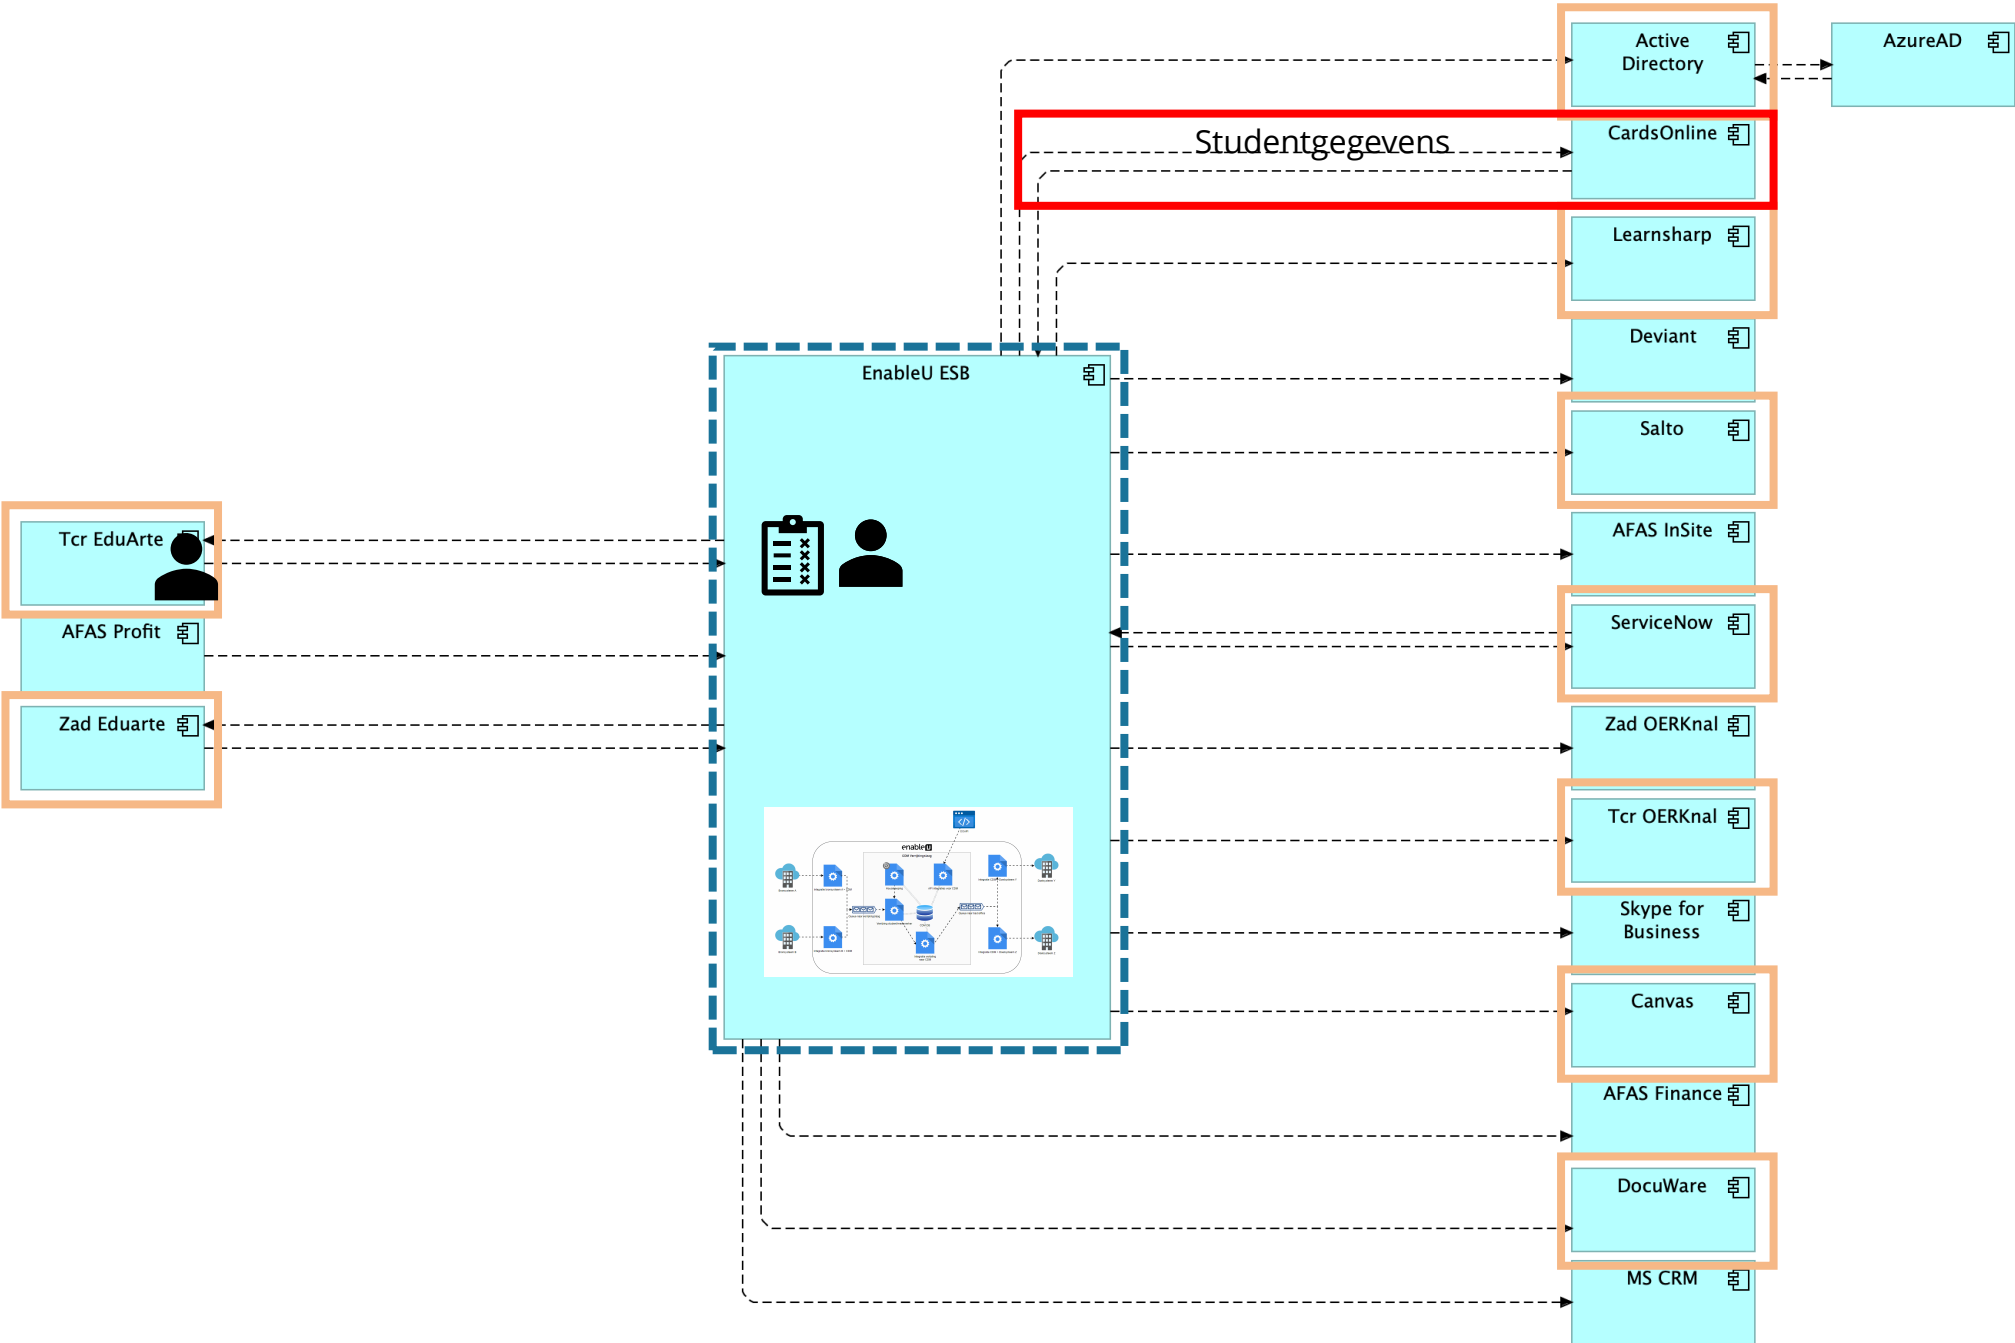 Active
Directory
AzureAD
CardsOnline
Studentgegevens
Learnsharp
Deviant
EnableU ESB
Salto
AFAS InSite
Tcr EduArte
ServiceNow
AFAS Profit
Zad Eduarte
Zad OERKnal
Tcr OERKnal
enableU
Skype for
Business
Canvas
AFAS Finance
DocuWare
MS CRM